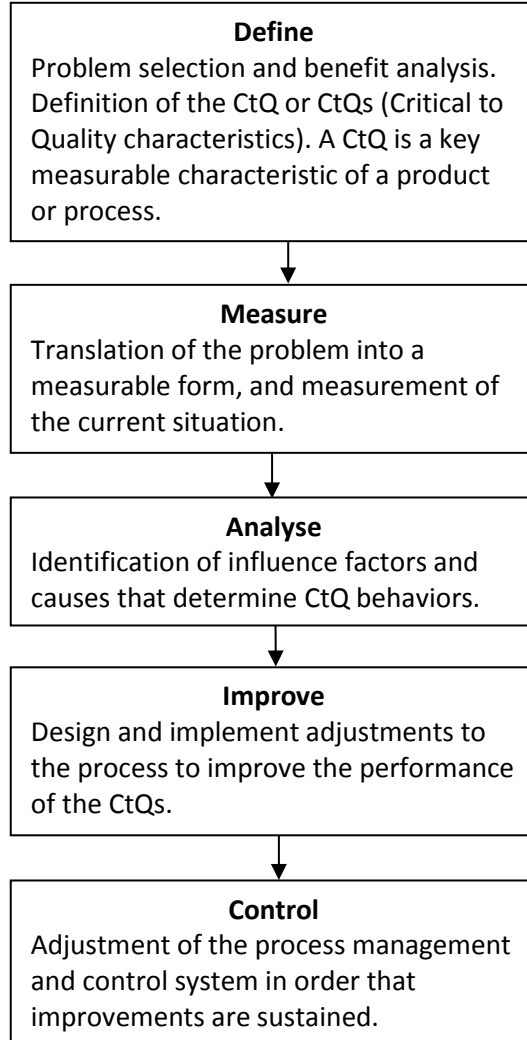 Define
Problem selection and benefit analysis.
Definition of the CtQ or CtQs (Critical to
Quality characteristics). A CtQ is a key
measurable characteristic of a product
or process.
Measure
Translation of the problem into a
measurable form, and measurement of
the current situation.
Analyse
Identification of influence factors and
causes that determine CtQ behaviors.
Improve
Design and implement adjustments to
the process to improve the performance
of the CtQs.
Control
Adjustment of the process management
and control system in order that
improvements are sustained.